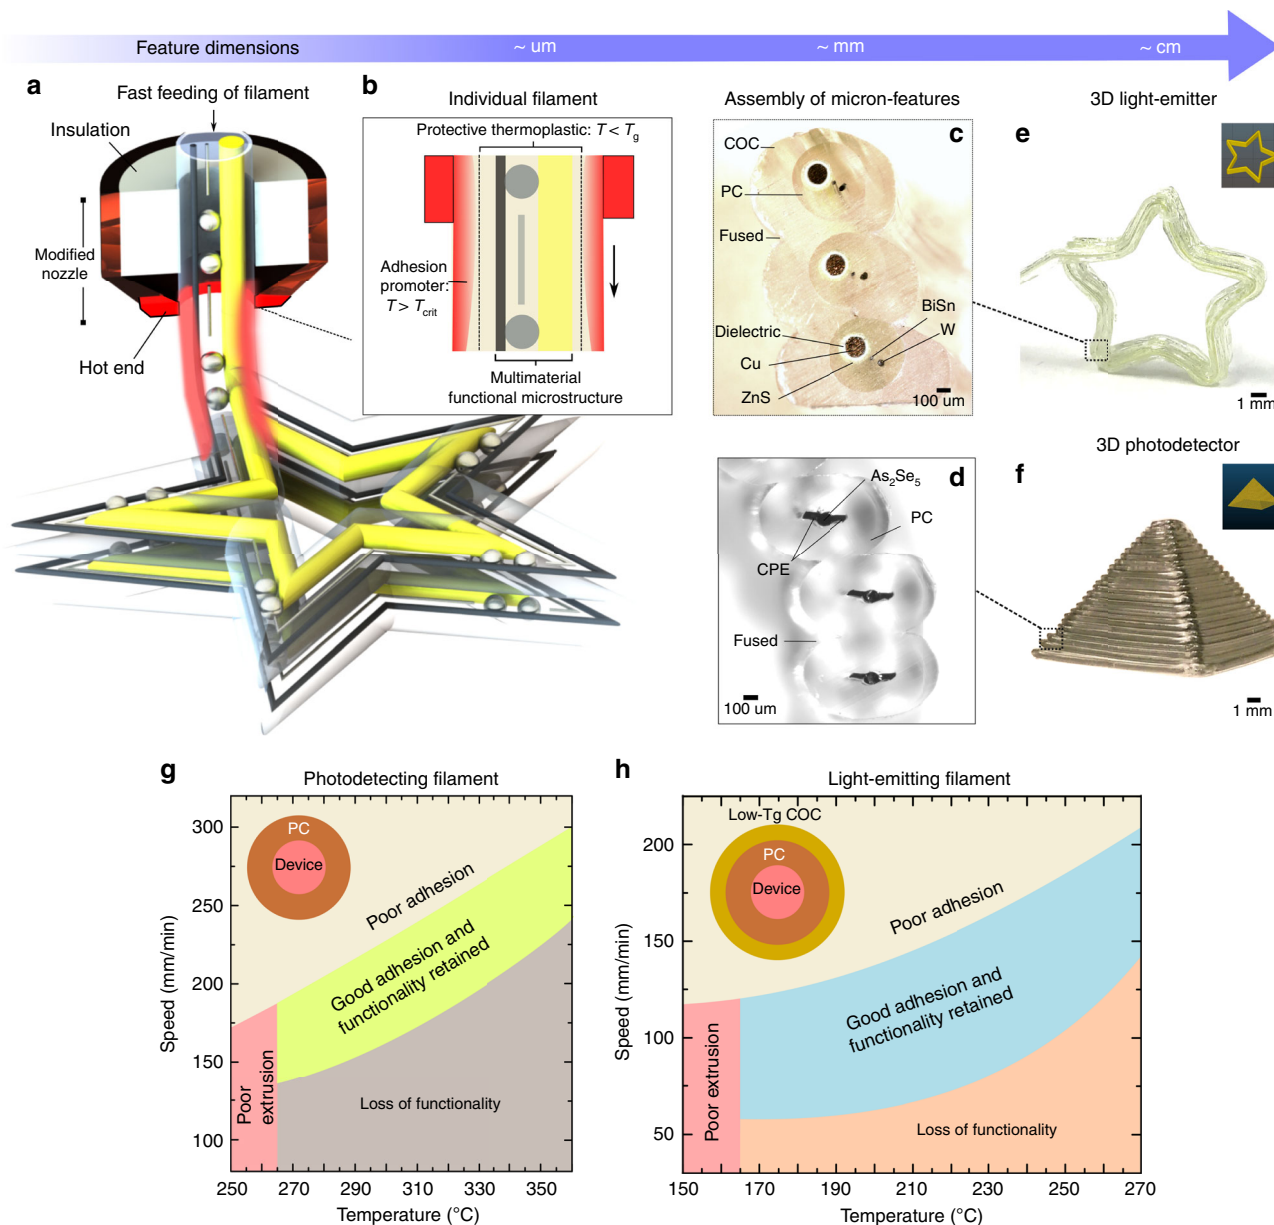 Feature dimensions
~ um
~ mm
~ cm
a
Fast feeding of filament
Insulation
Modified
nozzle
Hot end
b
Individual filament
Protective thermoplastic: T < Tg
Adhesion
promoter:
T > Tcrit
Multimaterial
functional microstructure
Assembly of micron-features
c
COC
PC
Fused
Dielectric
Cu
ZnS
BiSn
W
100 um
d
As2Se5
PC
CPE
Fused
100 um
3D light-emitter
e
1 mm
3D photodetector
f
1 mm
g
Photodetecting filament
PC
Device
Poor adhesion
Good adhesion and
functionality retained
Poor
extrusion
Loss of functionality
Speed (mm/min)
300
250
200
150
100
250
270
290
310
330
350
Temperature (°C)
h
Light-emitting filament
Low-Tg COC
PC
Device
Poor adhesion
Good adhesion and
functionality retained
Poor extrusion
Loss of functionality
Speed (mm/min)
200
150
100
50
150
170
190
210
230
250
270
Temperature (°C)